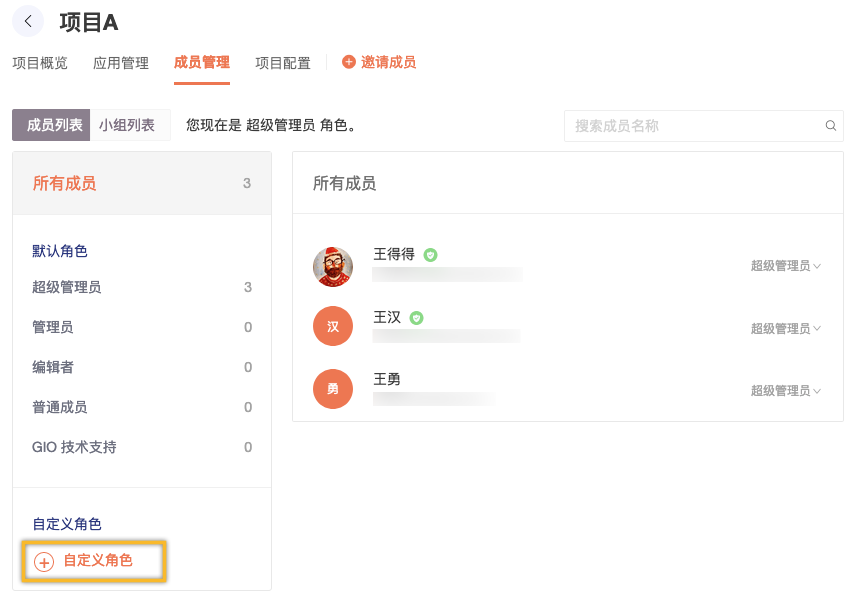 项目A
项目概览 应用管理 成员管理 项目配置 邀请成员
成员列表 小组列表 您现在是 超级管理员 角色。 搜索成员名称
所有成员 3
默认角色
超级管理员 3
管理员 0
编辑者 0
普通成员 0
GIO 技术支持 0
自定义角色
自定义角色
所有成员
王得得 超级管理员
汉 王汉 超级管理员
勇 王勇 超级管理员